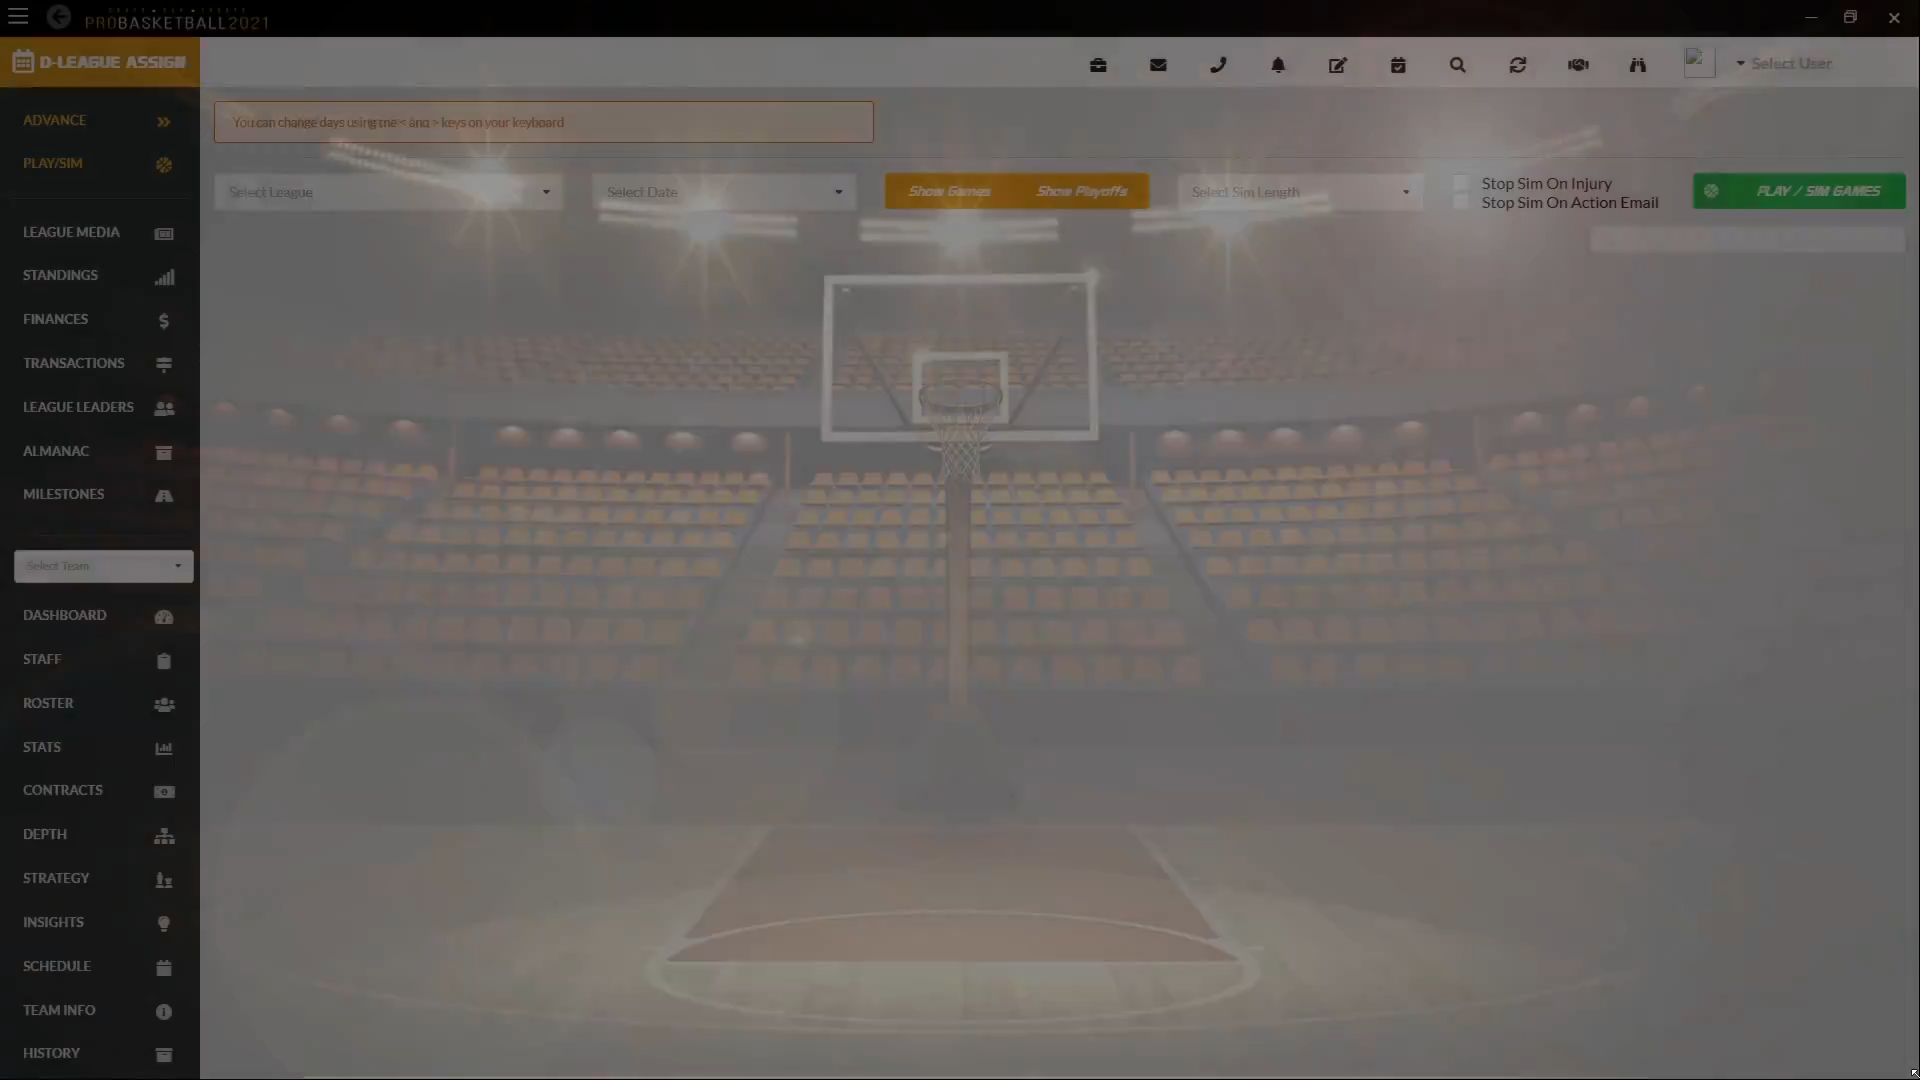 DRAFT • DAY • SPORTS
PROBASKETBALL2021
D-LEAGUE ASSIGN
Select User
ADVANCE
You can change days using the < and > keys on your keyboard
PLAY/SIM
Select League
Select Date
Show Games
Show Playoffs
Select Sim Length
Stop Sim On Injury
Stop Sim On Action Email
PLAY / SIM GAMES
LEAGUE MEDIA
STANDINGS
FINANCES
TRANSACTIONS
LEAGUE LEADERS
ALMANAC
MILESTONES
Select Team
DASHBOARD
STAFF
ROSTER
STATS
CONTRACTS
DEPTH
STRATEGY
INSIGHTS
SCHEDULE
TEAM INFO
HISTORY